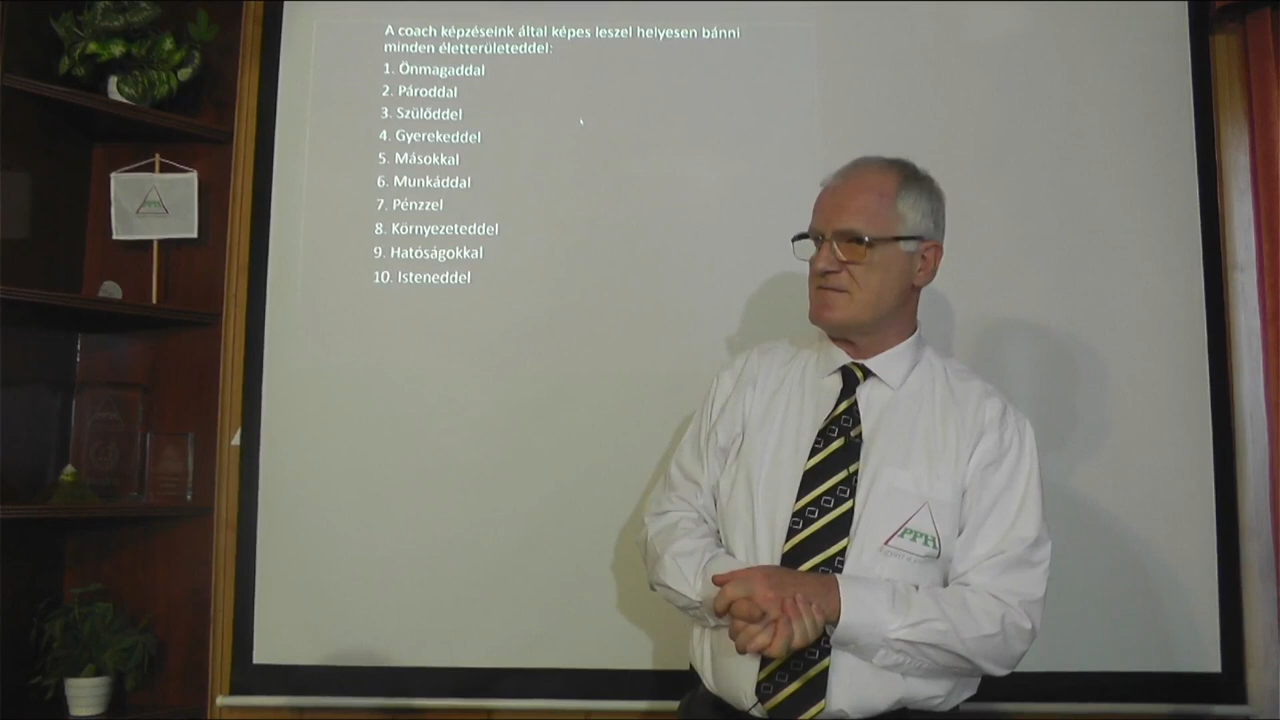 A coach képzéseink által képes leszel helyesen bánni
minden életterületeddel:
1. Önmagaddal
2. Pároddal
3. Szülőddel
4. Gyerekeddel
5. Másokkal
6. Munkáddal
7. Pénzzel
8. Környezeteddel
9. Hatóságokkal
10. Isteneddel
PPH
PPH
PPH